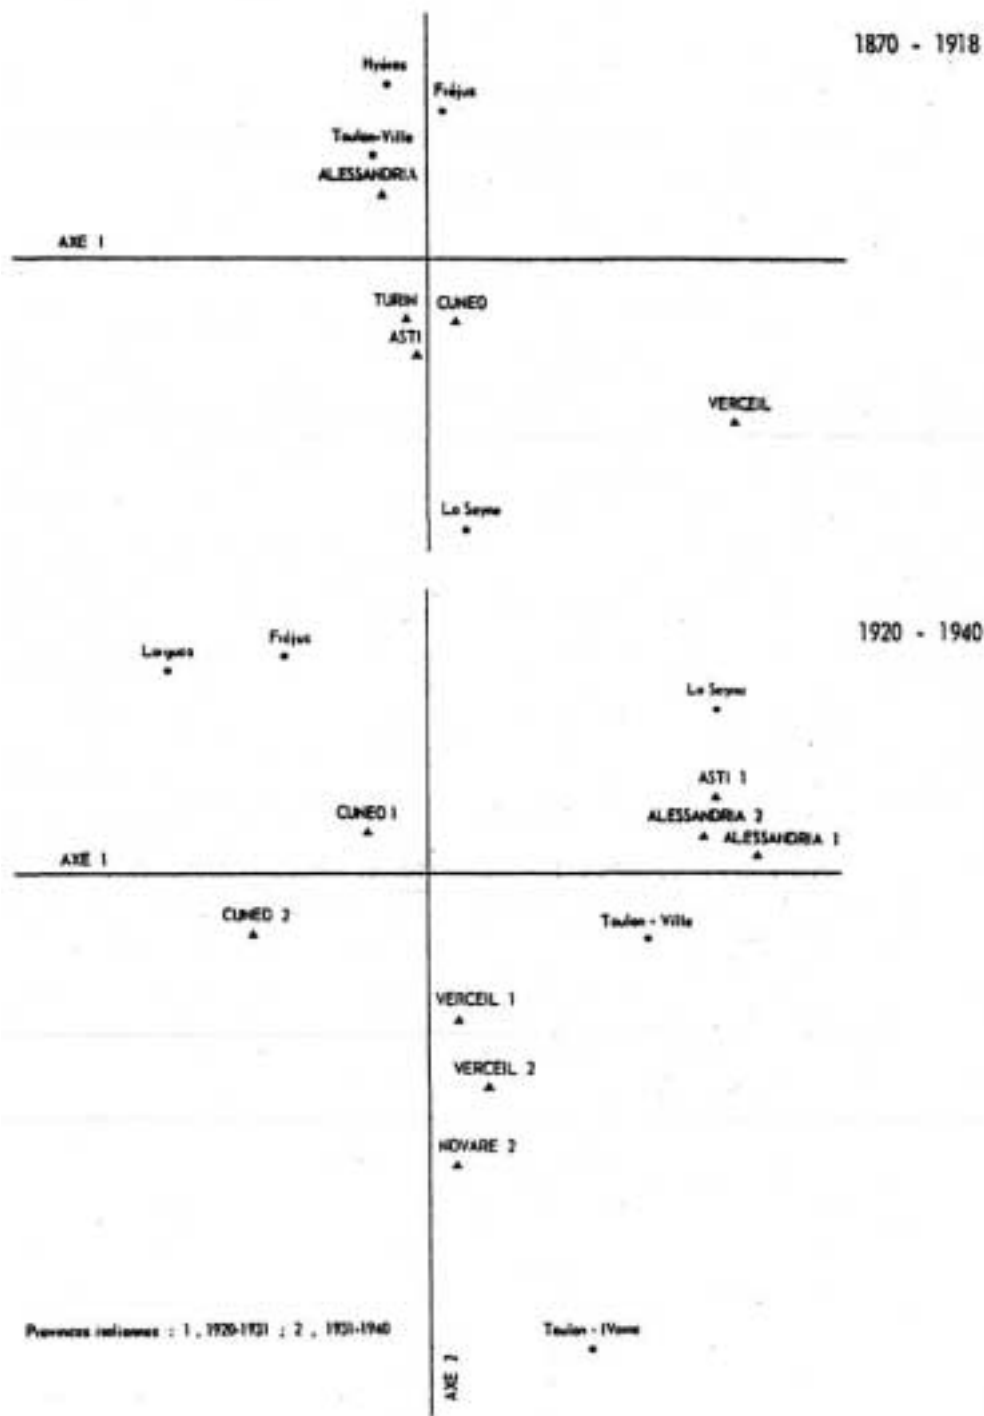 1870 - 1918
Hyères
Fréjus
Toulon-Ville
ALESSANDRIA
AXE 1
TURIN
CUNEO
ASTI
VERCEIL
La Seyne
1920 - 1940
Fréjus
Lorgues
La Seyne
ASTI 1
CUNEO 1
ALESSANDRIA 2
ALESSANDRIA 1
AXE 1
CUNEO 2
Toulon - Ville
VERCEIL 1
VERCEIL 2
NOVARE 2
Provinces italiennes : 1, 1920-1931 ; 2, 1931-1940
Toulon - IVème
AXE 2